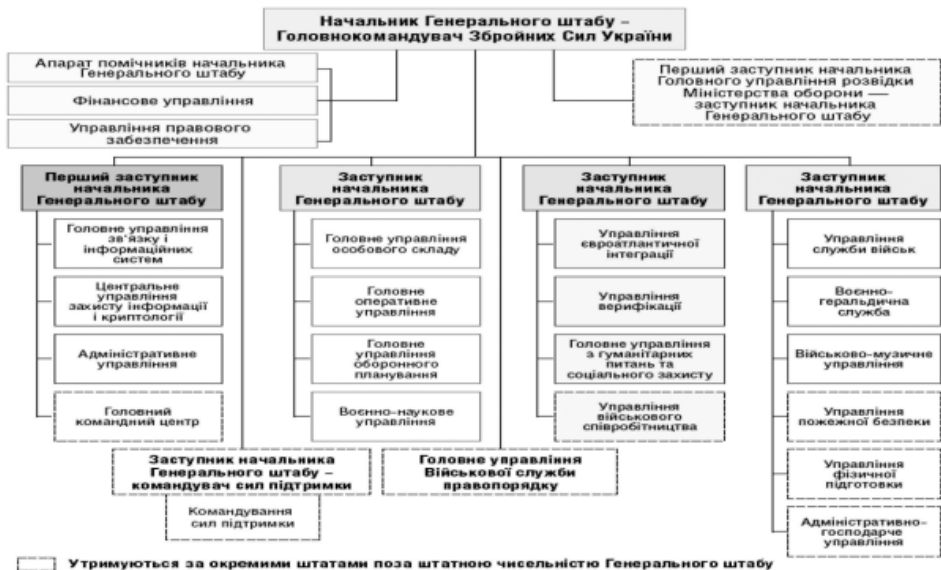 Начальник Генерального штабу –
Головнокомандувач Збройних Сил України
Апарат помічників начальника
Генерального штабу
Фінансове управління
Управління правового
забезпечення
Перший заступник начальника
Головного управління розвідки
Міністерства оборони —
заступник начальника
Генерального штабу
Перший заступник
начальника
Генерального штабу
Головне управління
зв'язку і
інформаційних
систем
Центральне
управління
захисту інформації
і криптології
Адміністративне
управління
Головний
командний центр
Заступник
начальника
Генерального штабу
Головне управління
особового складу
Головне
оперативне
управління
Головне
управління
оборонного
планування
Воєнно-наукове
управління
Заступник
начальника
Генерального штабу
Управління
євроатлантичної
інтеграції
Управління
верифікації
Головне управління
з гуманітарних
питань та
соціального захисту
Управління
військового
співробітництва
Заступник
начальника
Генерального штабу
Управління
служби військ
Воєнно-
геральдична
служба
Військово-музичне
управління
Управління
пожежної безпеки
Управління
фізичної
підготовки
Адміністративно-
господарче
управління
Заступник начальника
Генерального штабу –
командувач сил підтримки
Командування
сил підтримки
Головне управління
Військової служби
правопорядку
Утримуються за окремими штатами поза штатною чисельністю Генерального штабу